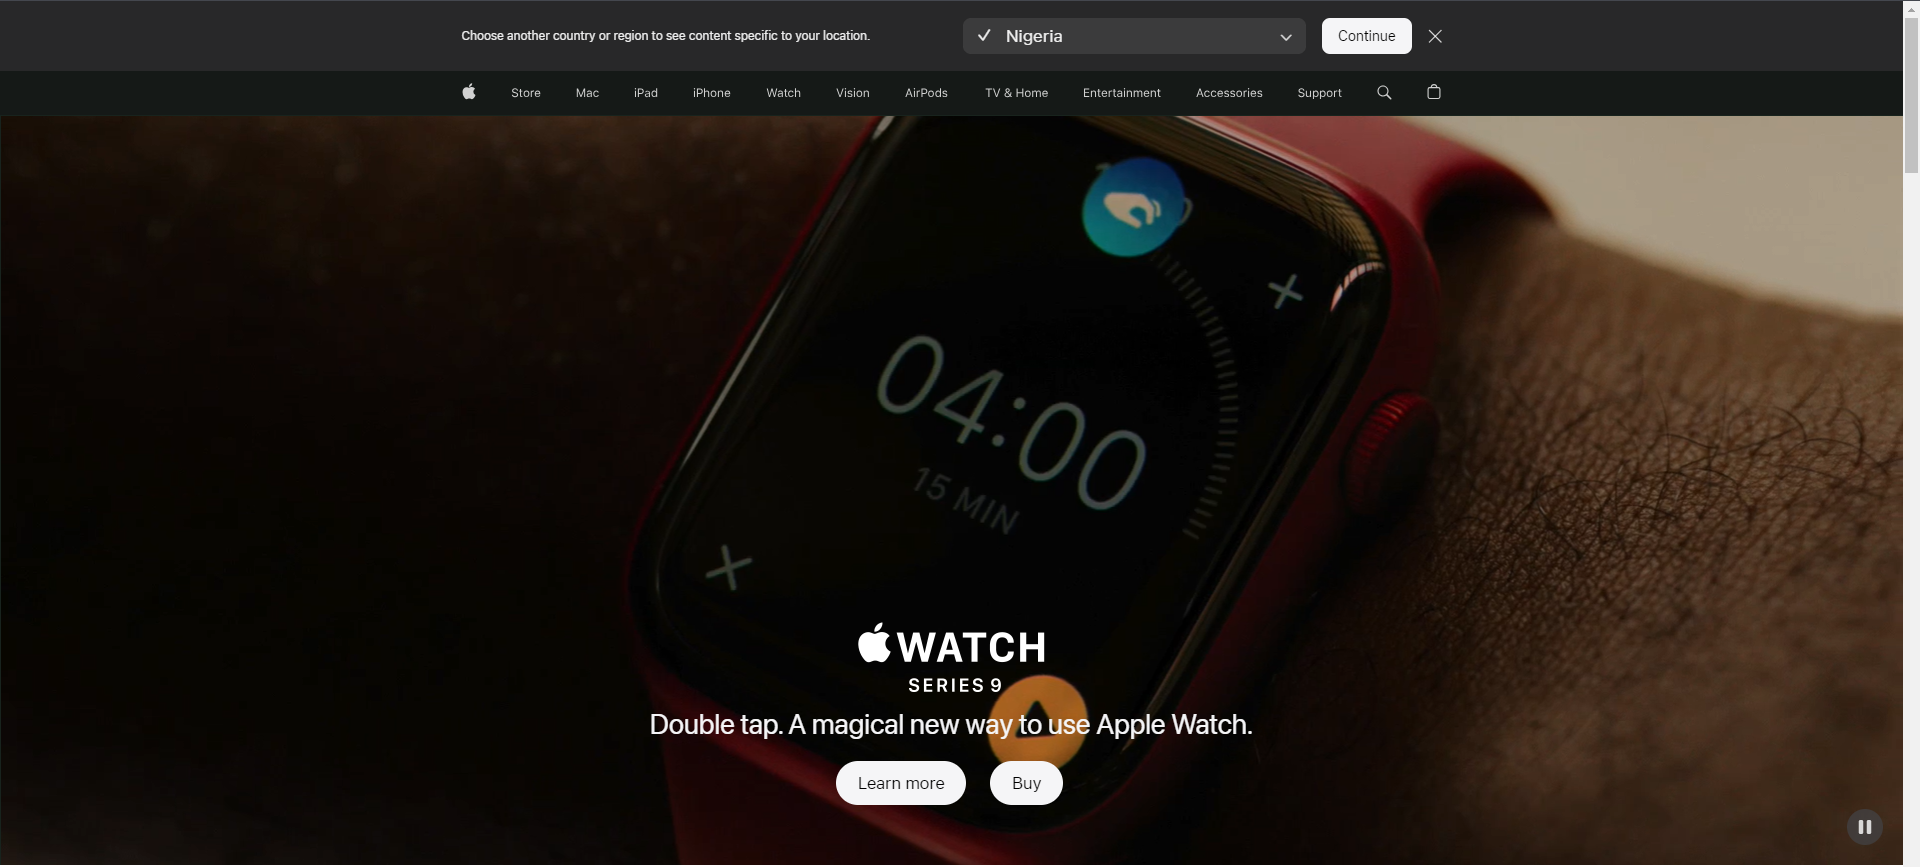 Choose another country or region to see content specific to your location.
Nigeria
Continue
Store Mac iPad iPhone Watch Vision AirPods TV & Home Entertainment Accessories Support
04:00
15 MIN
WATCH
SERIES 9
Double tap. A magical new way to use Apple Watch.
Learn more Buy